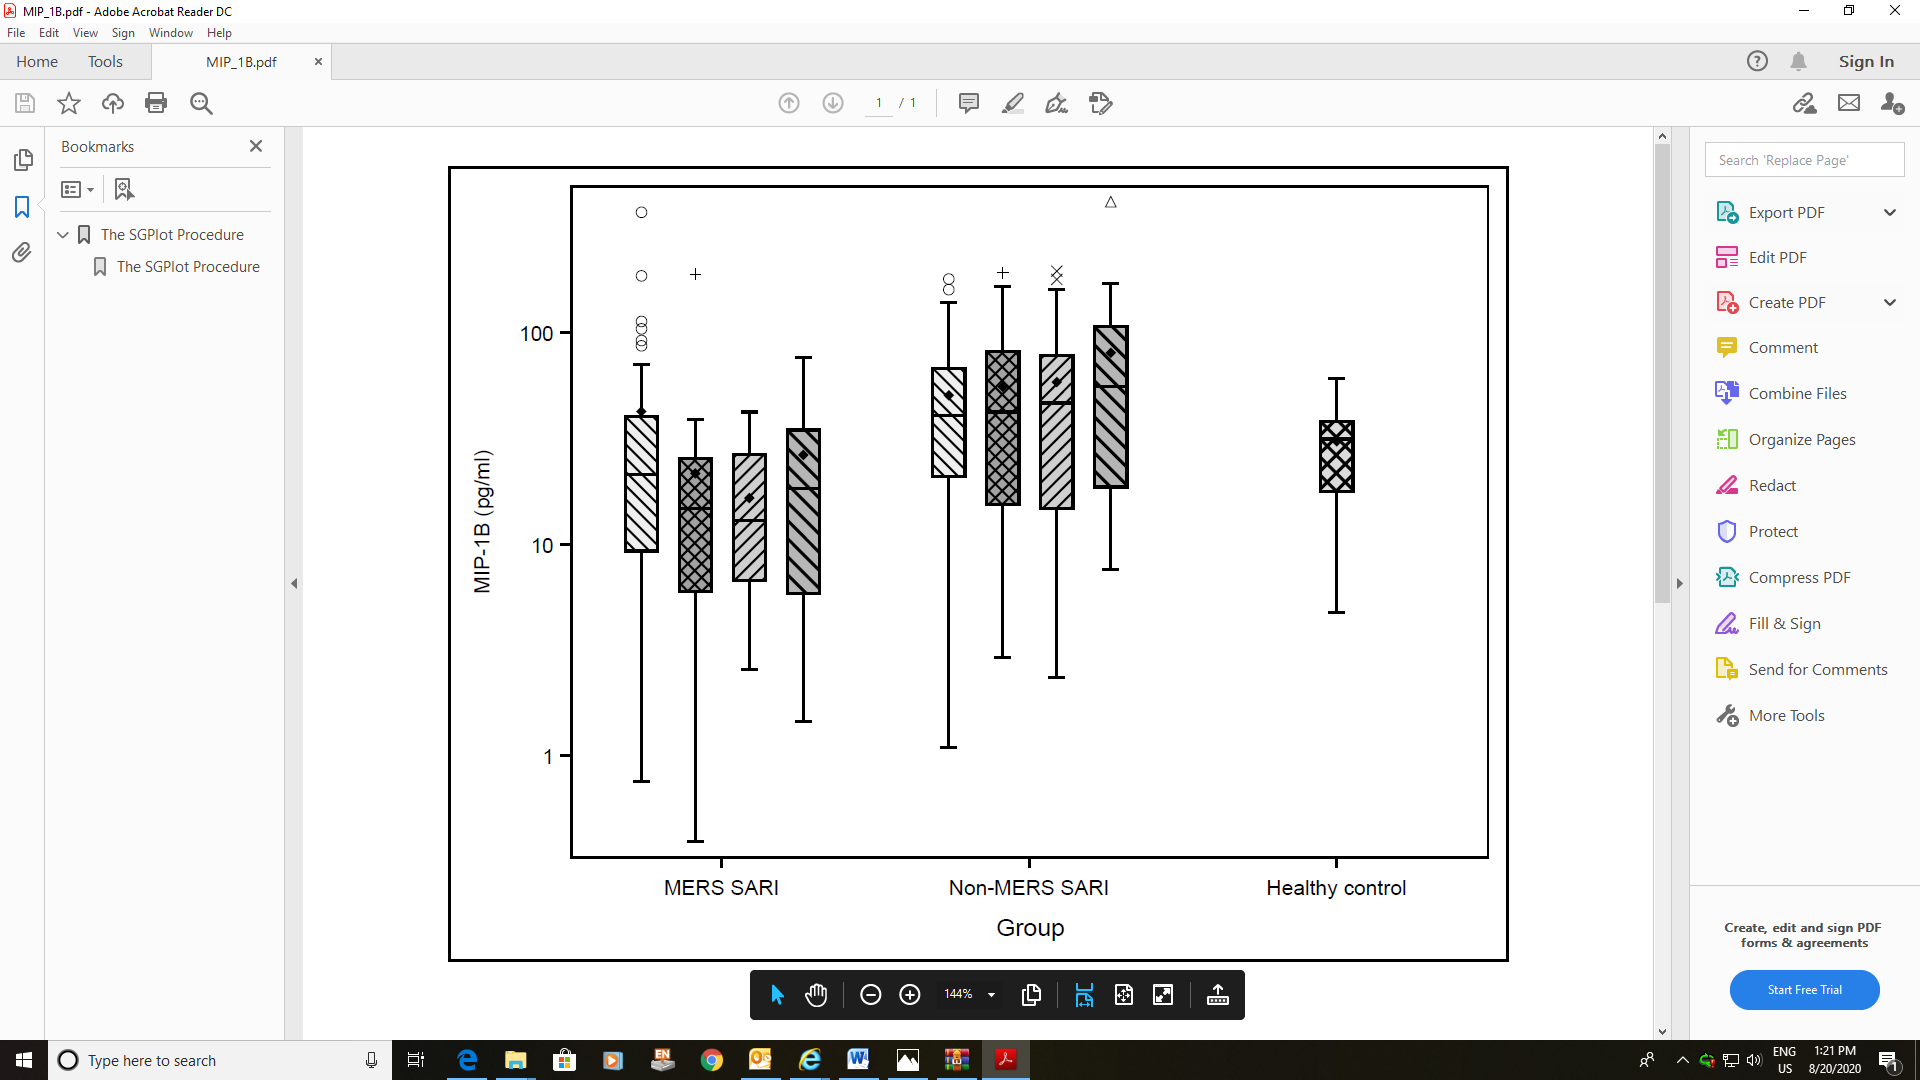 MIP_1B.pdf - Adobe Acrobat Reader DC
File Edit View Sign Window Help
Home Tools MIP_1B.pdf × Sign In
1 / 1
Bookmarks
The SGPlot Procedure
The SGPlot Procedure
100
10
1
MIP-1B (pg/ml)
MERS SARI Non-MERS SARI Healthy control
Group
144%
Search 'Replace Page'
Export PDF
Edit PDF
Create PDF
Comment
Combine Files
Organize Pages
Redact
Protect
Compress PDF
Fill & Sign
Send for Comments
More Tools
Create, edit and sign PDF
forms & agreements
Start Free Trial
Type here to search
EN
ENG
US
1:21 PM
8/20/2020
1